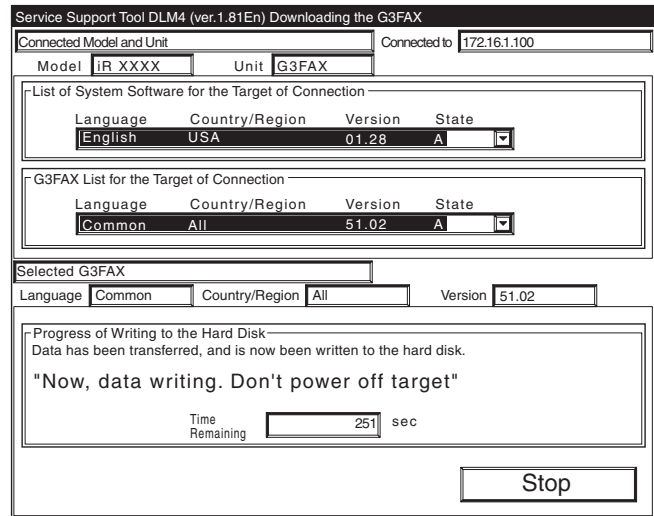 Service Support Tool DLM4 (ver.1.81En) Downloading the G3FAX
Connected Model and Unit Connected to 172.16.1.100
Model iR XXXX Unit G3FAX
List of System Software for the Target of Connection
Language Country/Region Version State
English USA 01.28 A
G3FAX List for the Target of Connection
Language Country/Region Version State
Common All 51.02 A
Selected G3FAX
Language Common Country/Region All Version 51.02
Progress of Writing to the Hard Disk
Data has been transferred, and is now been written to the hard disk.
"Now, data writing. Don't power off target"
Time Remaining 251 sec
Stop